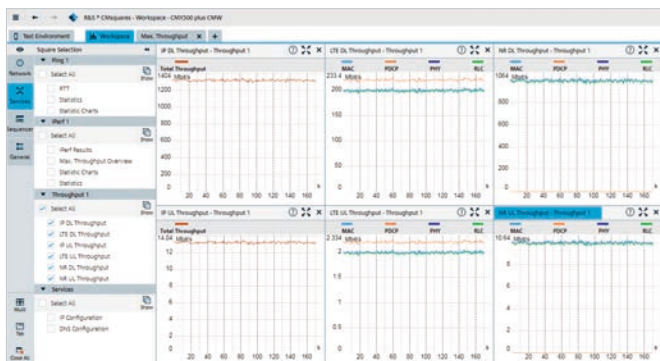 R&S ® CMsquares - Workspace - CMX500 plus CMW
Test Environment
Workspace
Max. Throughput
Network
Services
Sequencer
General
Multi
Tab
Close All
Square Selection
Ping 1
Select All
Show
RTT
Statistics
Statistic Charts
iPerf 1
Select All
Show
iPerf Results
Max. Throughput Overview
Statistic Charts
Statistics
Throughput 1
Select All
Show
IP DL Throughput
LTE DL Throughput
IP UL Throughput
LTE UL Throughput
NR DL Throughput
NR UL Throughput
Services
Select All
Show
IP Configuration
DNS Configuration
IP DL Throughput - Throughput 1
Total Throughput
1404 Mbit/s
1200
1000
800
600
400
200
0
20 40 60 80 100 120 140 160 s
LTE DL Throughput - Throughput 1
MAC PDCP PHY RLC
233.4 Mbit/s
200
150
100
50
0
20 40 60 80 100 120 140 160 s
NR DL Throughput - Throughput 1
MAC PDCP PHY RLC
1064 Mbit/s
800
600
400
200
0
20 40 60 80 100 120 140 160 s
IP UL Throughput - Throughput 1
Total Throughput
14.04 Mbit/s
12
10
8
6
4
2
0
20 40 60 80 100 120 140 160 s
LTE UL Throughput - Throughput 1
MAC PDCP PHY RLC
2.334 Mbit/s
2
1.5
1
0.5
0
20 40 60 80 100 120 140 160 s
NR UL Throughput - Throughput 1
MAC PDCP PHY RLC
10.64 Mbit/s
8
6
4
2
0
20 40 60 80 100 120 140 160 s